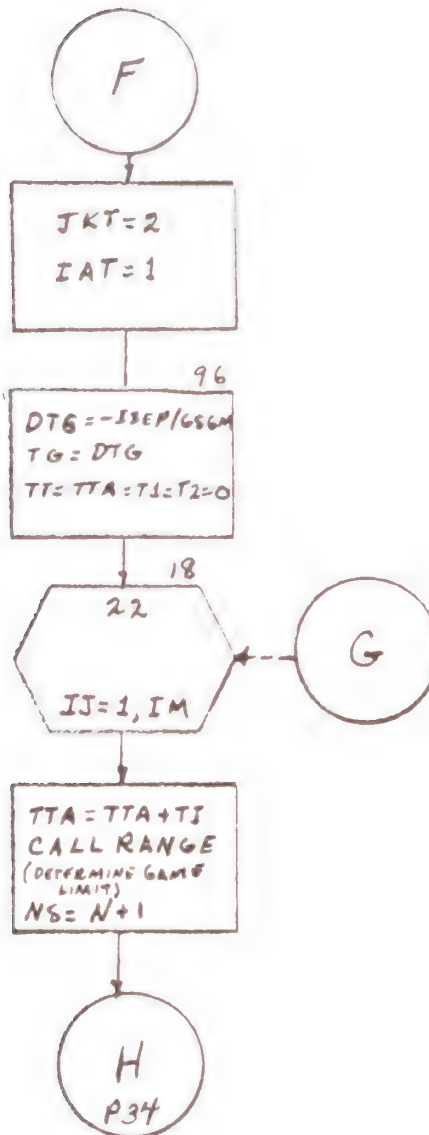 F
JKT=2
IAT=1
96
TG=DTG
TT=TTA=T1=T2=0
18
22
IJ=1, IM
G
TTA=TTA+TI
CALL RANGE
(DETERMINE GAME
LIMIT)
NS=N+1
H
P34